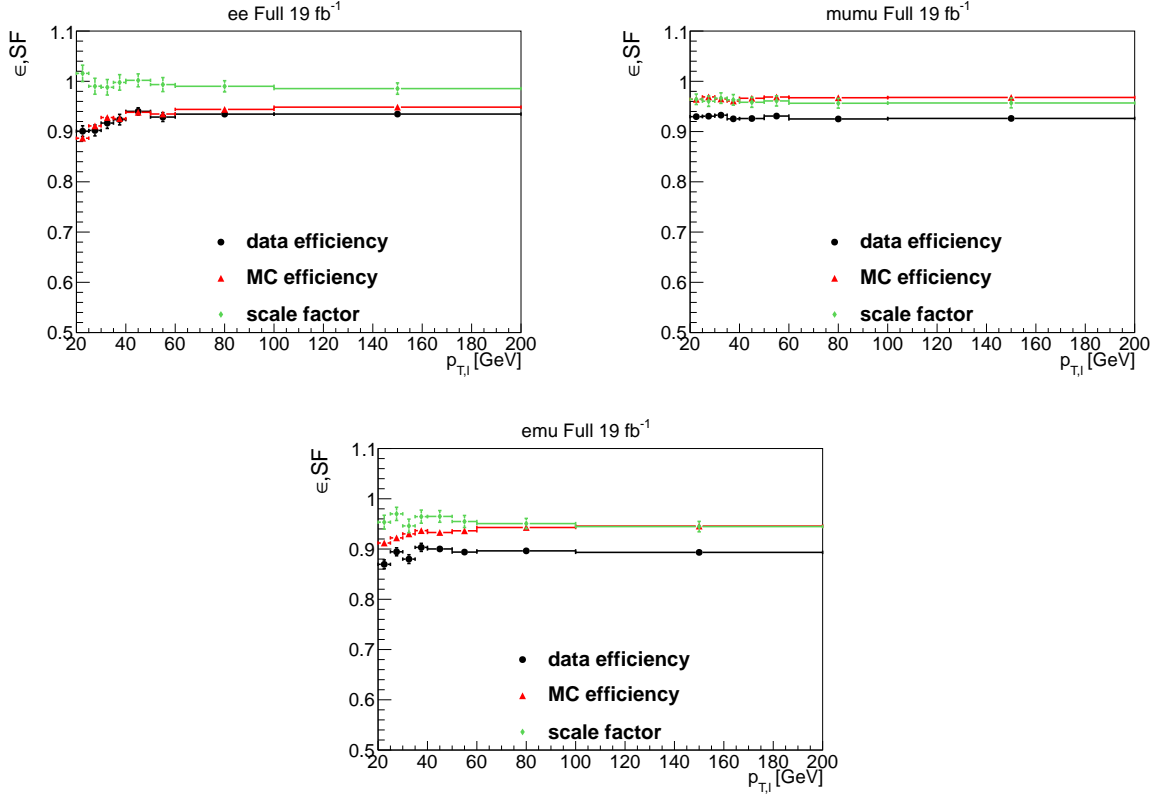 ee Full 19 fb⁻¹
∈,SF
1.1
1
0.9
0.8
0.7
0.6
0.5
data efficiency
MC efficiency
scale factor
20 40 60 80 100 120 140 160 180 200
p_T,l [GeV]
mumu Full 19 fb⁻¹
∈,SF
1.1
1
0.9
0.8
0.7
0.6
0.5
data efficiency
MC efficiency
scale factor
20 40 60 80 100 120 140 160 180 200
p_T,l [GeV]
emu Full 19 fb⁻¹
∈,SF
1.1
1
0.9
0.8
0.7
0.6
0.5
data efficiency
MC efficiency
scale factor
20 40 60 80 100 120 140 160 180 200
p_T,l [GeV]